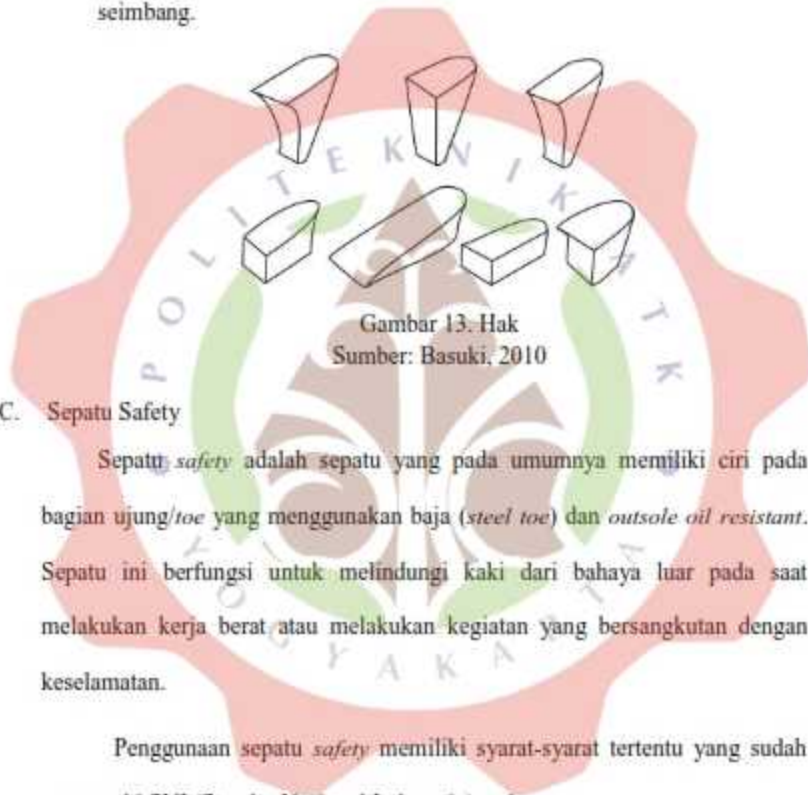 seimbang.
POLITEKNIK ATK
YOGYAKARTA
Gambar 13. Hak
Sumber: Basuki, 2010
C. Sepatu Safety
Sepatu safety adalah sepatu yang pada umumnya memiliki ciri pada
bagian ujung/toe yang menggunakan baja (steel toe) dan outsole oil resistant.
Sepatu ini berfungsi untuk melindungi kaki dari bahaya luar pada saat
melakukan kerja berat atau melakukan kegiatan yang bersangkutan dengan
keselamatan.
Penggunaan sepatu safety memiliki syarat-syarat tertentu yang sudah